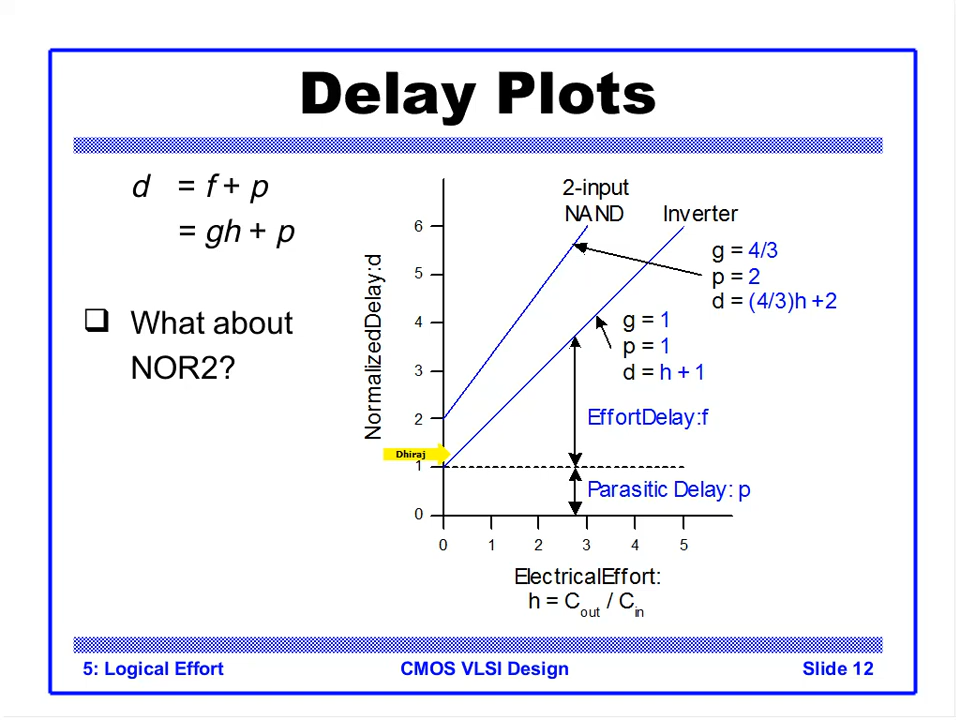 Delay Plots
d = f + p
= gh + p
❑ What about
NOR2?
2-input
NAND
Inverter
g = 4/3
p = 2
d = (4/3)h +2
g = 1
p = 1
d = h + 1
EffortDelay:f
Parasitic Delay: p
NormalizedDelay:d
6
5
4
3
2
1
0
Dhiraj
0 1 2 3 4 5
ElectricalEffort:
h = Cout / Cin
5: Logical Effort
CMOS VLSI Design
Slide 12